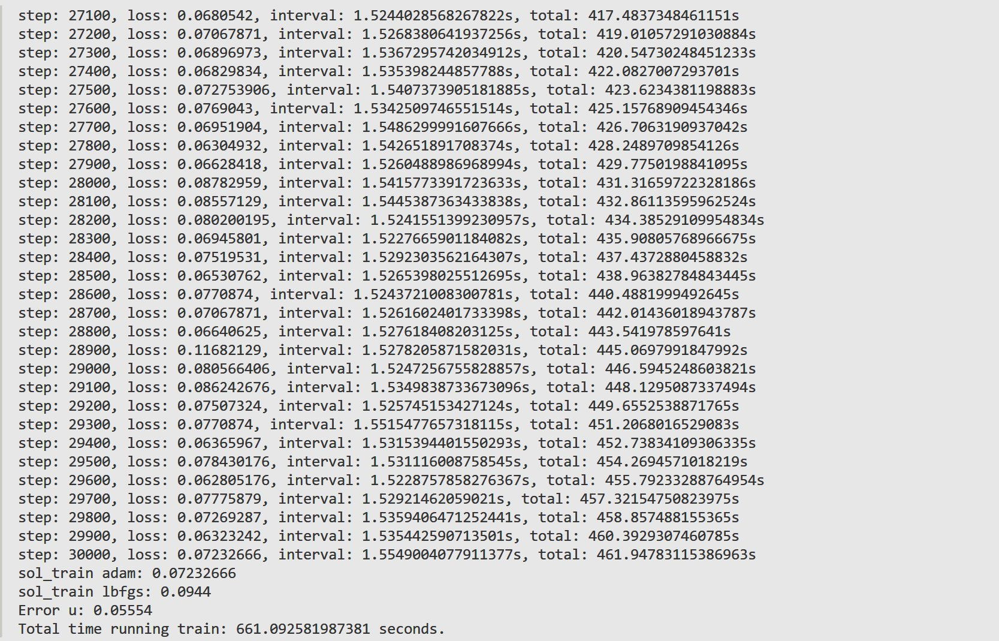 step: 27100, loss: 0.0680542, interval: 1.5244028568267822s, total: 417.4837348461151s
step: 27200, loss: 0.07067871, interval: 1.5268380641937256s, total: 419.01057291030884s
step: 27300, loss: 0.06896973, interval: 1.5367295742034912s, total: 420.54730248451233s
step: 27400, loss: 0.06829834, interval: 1.535398244857788s, total: 422.0827007293701s
step: 27500, loss: 0.072753906, interval: 1.5407373905181885s, total: 423.6234381198883s
step: 27600, loss: 0.0769043, interval: 1.5342509746551514s, total: 425.15768909454346s
step: 27700, loss: 0.06951904, interval: 1.5486299991607666s, total: 426.7063190937042s
step: 27800, loss: 0.06304932, interval: 1.542651891708374s, total: 428.2489709854126s
step: 27900, loss: 0.06628418, interval: 1.5260488986968994s, total: 429.7750198841095s
step: 28000, loss: 0.08782959, interval: 1.5415773391723633s, total: 431.31659722328186s
step: 28100, loss: 0.08557129, interval: 1.5445387363433838s, total: 432.86113595962524s
step: 28200, loss: 0.080200195, interval: 1.5241551399230957s, total: 434.38529109954834s
step: 28300, loss: 0.06945801, interval: 1.5227665901184082s, total: 435.90805768966675s
step: 28400, loss: 0.07519531, interval: 1.5292303562164307s, total: 437.4372880458832s
step: 28500, loss: 0.06530762, interval: 1.5265398025512695s, total: 438.96382784843445s
step: 28600, loss: 0.0770874, interval: 1.5243721008300781s, total: 440.4881999492645s
step: 28700, loss: 0.07067871, interval: 1.5261602401733398s, total: 442.01436018943787s
step: 28800, loss: 0.06640625, interval: 1.527618408203125s, total: 443.541978597641s
step: 28900, loss: 0.11682129, interval: 1.5278205871582031s, total: 445.0697991847992s
step: 29000, loss: 0.080566406, interval: 1.5247256755828857s, total: 446.5945248603821s
step: 29100, loss: 0.086242676, interval: 1.5349838733673096s, total: 448.1295087337494s
step: 29200, loss: 0.07507324, interval: 1.525745153427124s, total: 449.6552538871765s
step: 29300, loss: 0.0770874, interval: 1.5515477657318115s, total: 451.2068016529083s
step: 29400, loss: 0.06365967, interval: 1.5315394401550293s, total: 452.73834109306335s
step: 29500, loss: 0.078430176, interval: 1.531116008758545s, total: 454.2694571018219s
step: 29600, loss: 0.062805176, interval: 1.5228757858276367s, total: 455.79233288764954s
step: 29700, loss: 0.07775879, interval: 1.52921462059021s, total: 457.32154750823975s
step: 29800, loss: 0.07269287, interval: 1.5359406471252441s, total: 458.857488155365s
step: 29900, loss: 0.06323242, interval: 1.535442590713501s, total: 460.3929307460785s
step: 30000, loss: 0.07232666, interval: 1.5549004077911377s, total: 461.94783115386963s
sol_train adam: 0.07232666
sol_train lbfgs: 0.0944
Error u: 0.05554
Total time running train: 661.092581987381 seconds.